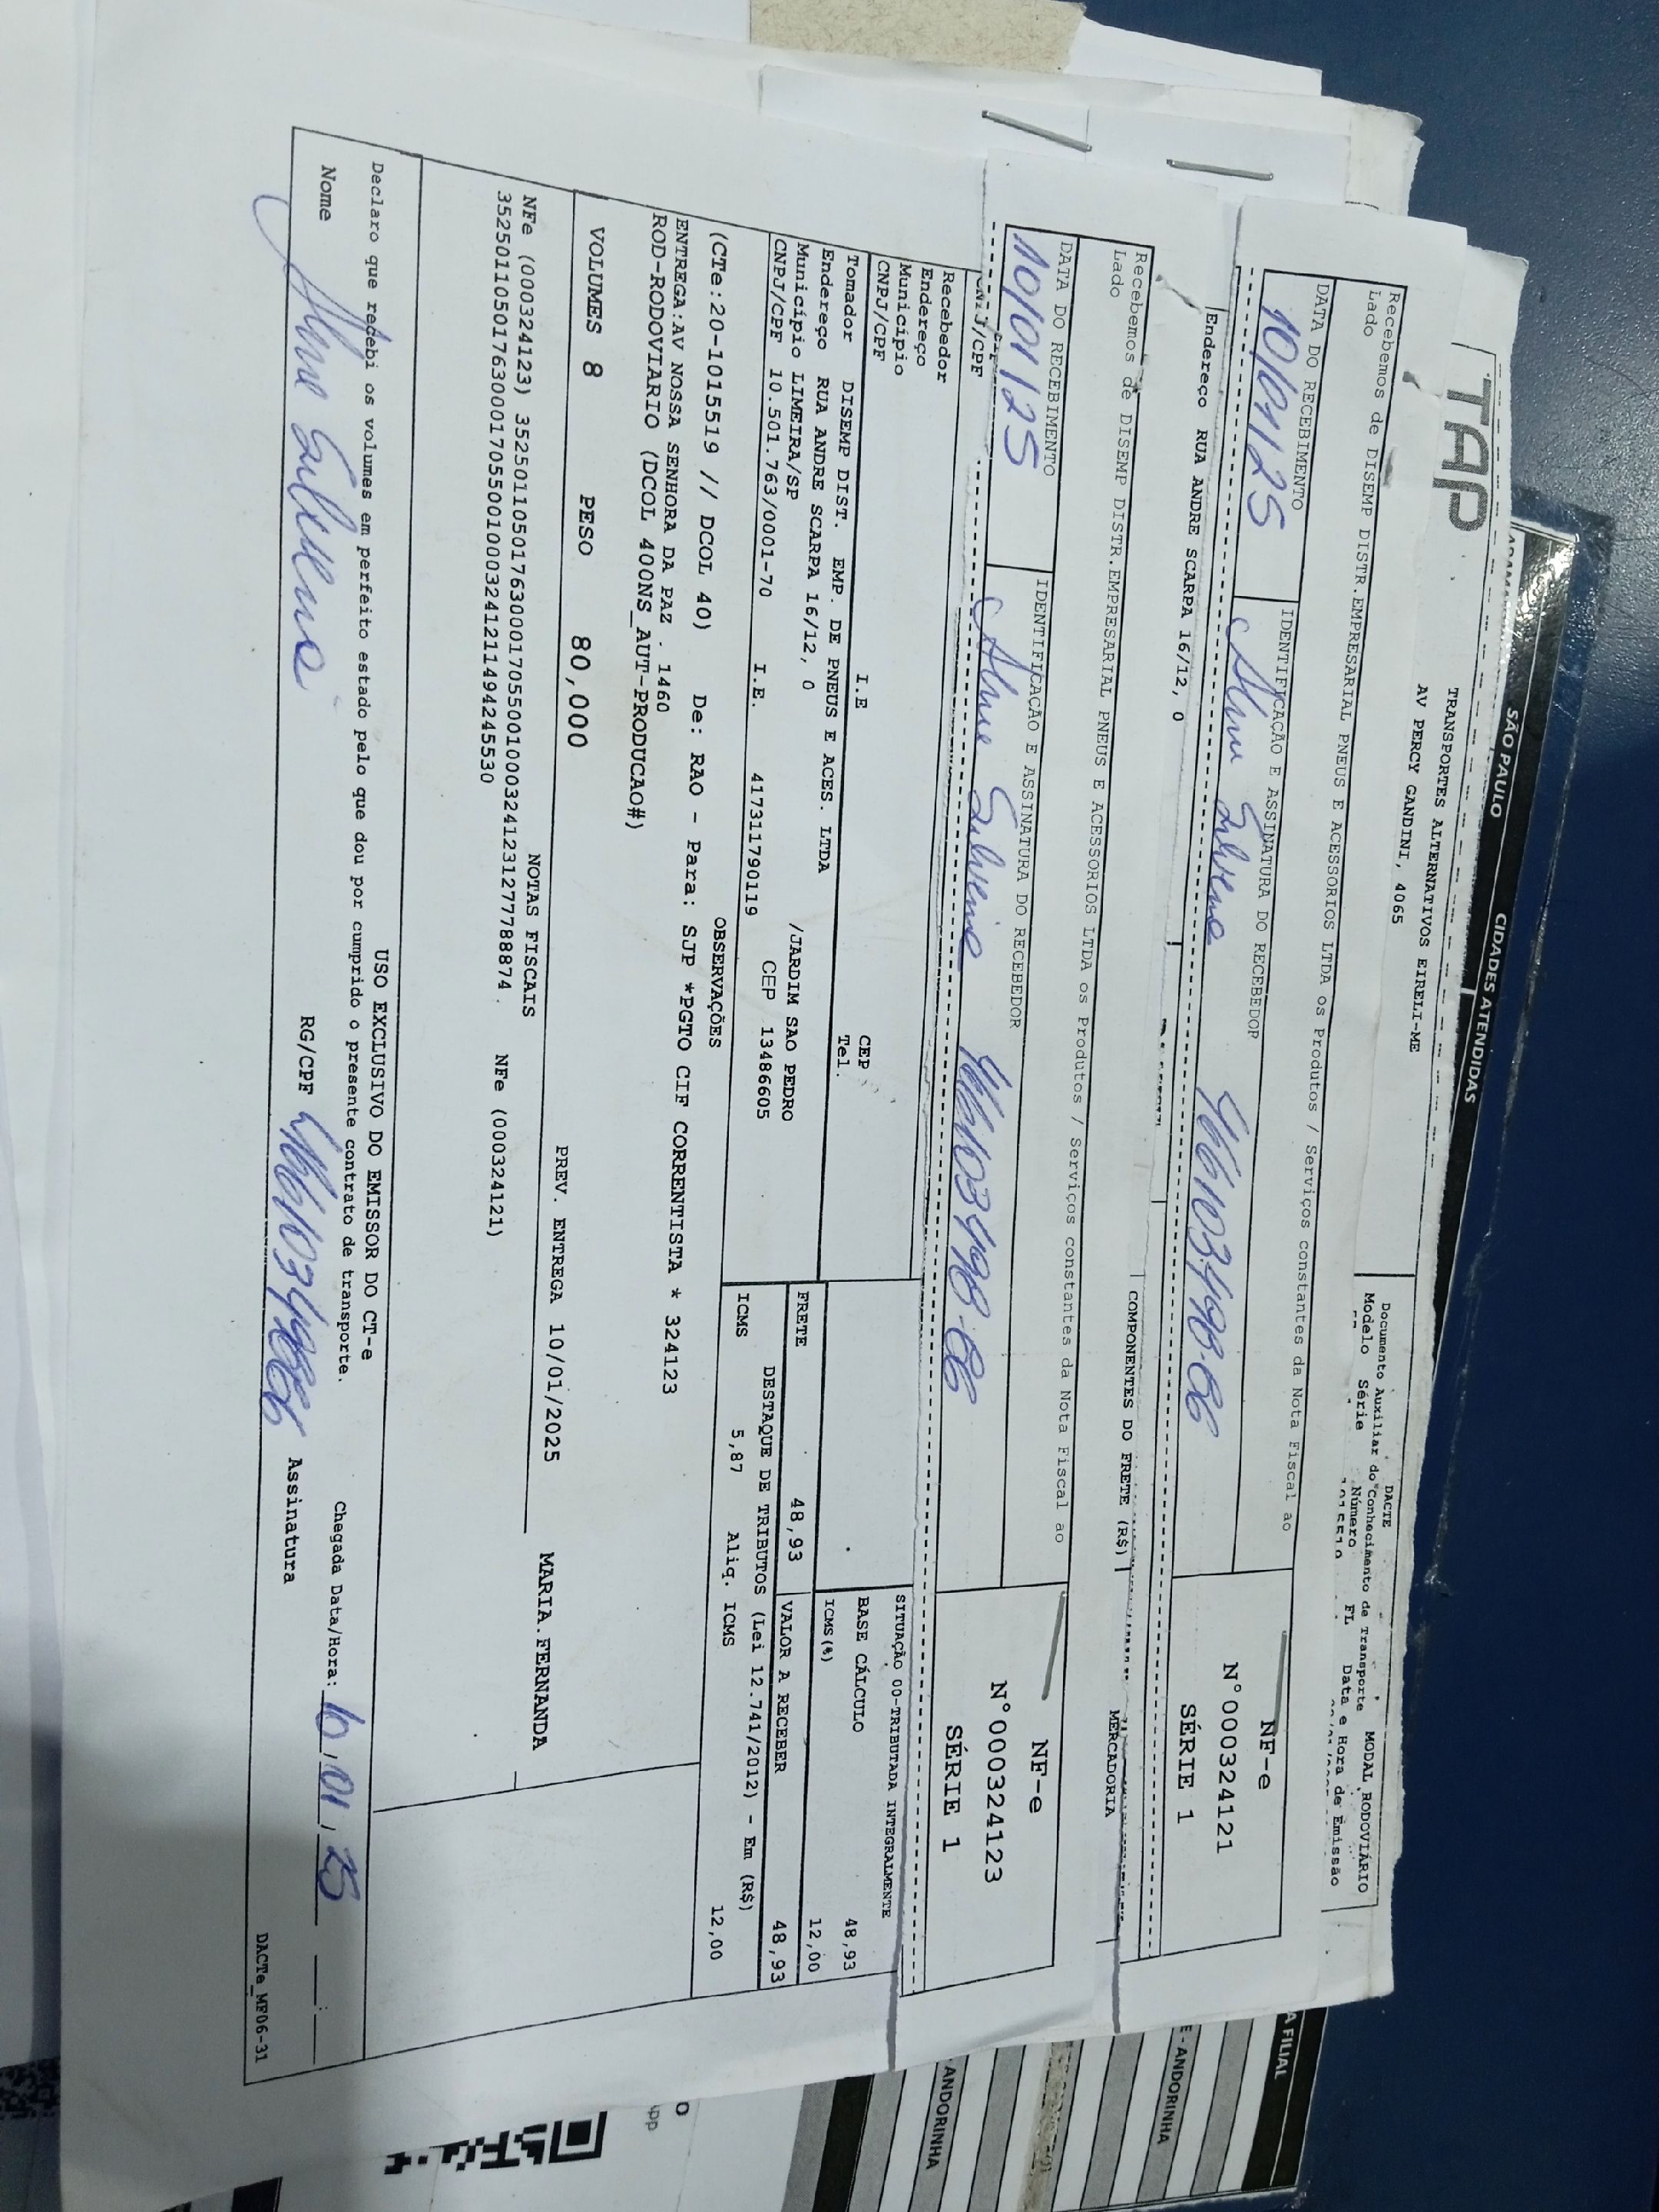 SÃO PAULO CIDADES ATENDIDAS
TAP
TRANSPORTES ALTERNATIVOS EIRELI-ME
AV PERCY GANDINI, 4065
DACTE
Documento Auxiliar do Conhecimento de Transporte
MODAL RODOVIÁRIO
Modelo Série Número FL Data e Hora de Emissão
1015519
Recebemos de DISEMP DISTR.EMPRESARIAL PNEUS E ACESSORIOS LTDA os Produtos / Serviços constantes da Nota Fiscal ao
Lado
DATA DO RECEBIMENTO
IDENTIFICAÇÃO E ASSINATURA DO RECEBEDOR
10/01/25
46103498-06
NF-e
N°000324121
SÉRIE 1
Endereço RUA ANDRE SCARPA 16/12, 0
COMPONENTES DO FRETE (R$)
MERCADORIA
Recebemos de DISEMP DISTR.EMPRESARIAL PNEUS E ACESSORIOS LTDA os Produtos / Serviços constantes da Nota Fiscal ao
Lado
DATA DO RECEBIMENTO
IDENTIFICAÇÃO E ASSINATURA DO RECEBEDOR
10/01/25
NF-e
N°000324123
SÉRIE 1
CNPJ/CPF
Recebedor
Endereço
Município
CNPJ/CPF
I.E
CEP
Tel.
SITUAÇÃO 00-TRIBUTADA INTEGRALMENTE
BASE CÁLCULO 48,93
ICMS(%) 12,00
Tomador DISEMP DIST. EMP. DE PNEUS E ACES. LTDA
Endereço RUA ANDRE SCARPA 16/12, 0 /JARDIM SAO PEDRO
Município LIMEIRA/SP CEP 13486605
CNPJ/CPF 10.501.763/0001-70 I.E. 417311790119
FRETE 48,93
VALOR A RECEBER 48,93
DESTAQUE DE TRIBUTOS (Lei 12.741/2012) - Em (R$)
ICMS 5,87 Aliq. ICMS 12,00
OBSERVAÇÕES
(CTe:20-1015519 // DCOL 40) De: RAO - Para: SJP *PGTO CIF CORRENTISTA * 324123
ENTREGA:AV NOSSA SENHORA DA PAZ . 1460
ROD-RODOVIARIO (DCOL 400NS_AUT-PRODUCAO#)
VOLUMES 8 PESO 80,000 PREV. ENTREGA 10/01/2025 MARIA.FERNANDA
NOTAS FISCAIS
NFe (000324123) 35250110501763000170550010003241231277788874 . NFe (000324121)
35250110501763000170550010003241211494245530
USO EXCLUSIVO DO EMISSOR DO CT-e
Declaro que recebi os volumes em perfeito estado pelo que dou por cumprido o presente contrato de transporte.
Chegada Data/Hora: 10/01/25 __:__
Nome
RG/CPF
Assinatura
DACTe_MF06-31
A FILIAL
E - ANDORINHA
ANDORINHA